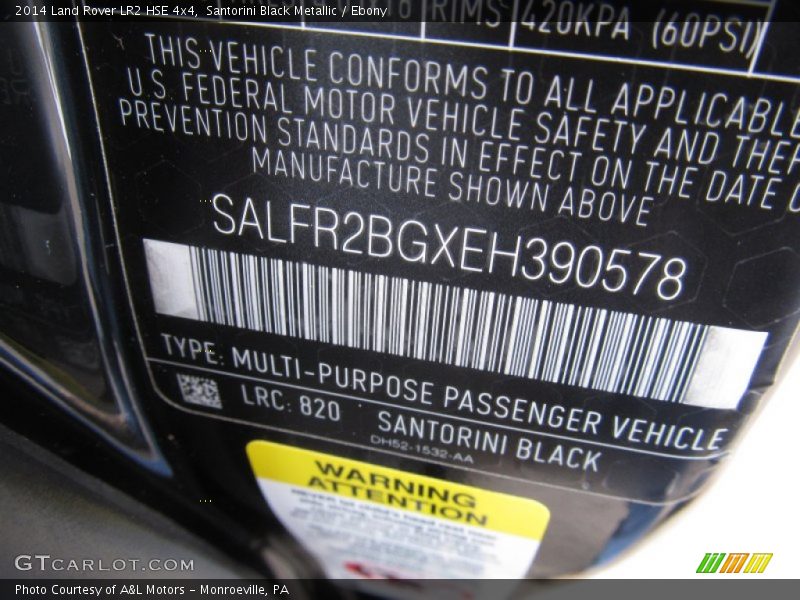 2014 Land Rover LR2 HSE 4x4, Santorini Black Metallic / Ebony
RIMS 420KPA (60PSI)
THIS VEHICLE CONFORMS TO ALL APPLICABLE
U.S. FEDERAL MOTOR VEHICLE SAFETY AND THEF
PREVENTION STANDARDS IN EFFECT ON THE DATE O
MANUFACTURE SHOWN ABOVE
SALFR2BGXEH390578
TYPE: MULTI-PURPOSE PASSENGER VEHICLE
LRC: 820 SANTORINI BLACK
DH52-1532-AA
WARNING
ATTENTION
GTCARLOT.COM
Photo Courtesy of A&L Motors – Monroeville, PA